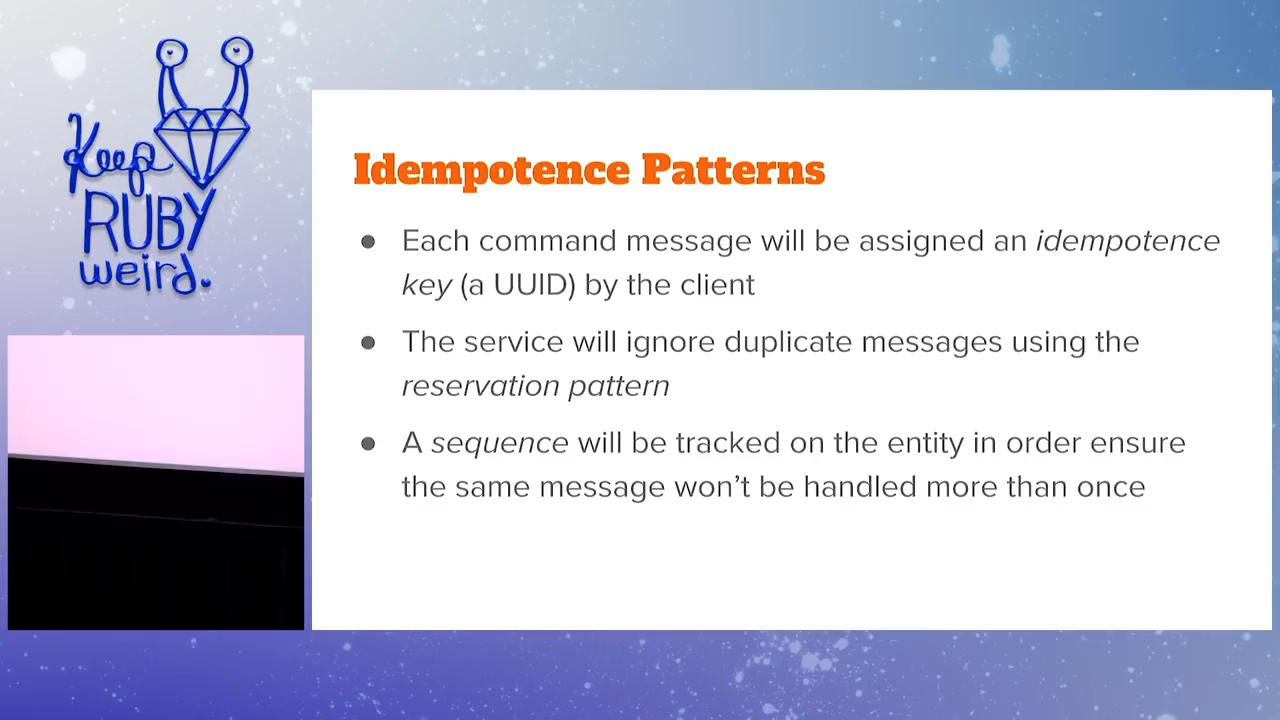 Keep
RUBY
weird.
Idempotence Patterns
● Each command message will be assigned an idempotence
key (a UUID) by the client
● The service will ignore duplicate messages using the
reservation pattern
● A sequence will be tracked on the entity in order ensure
the same message won’t be handled more than once